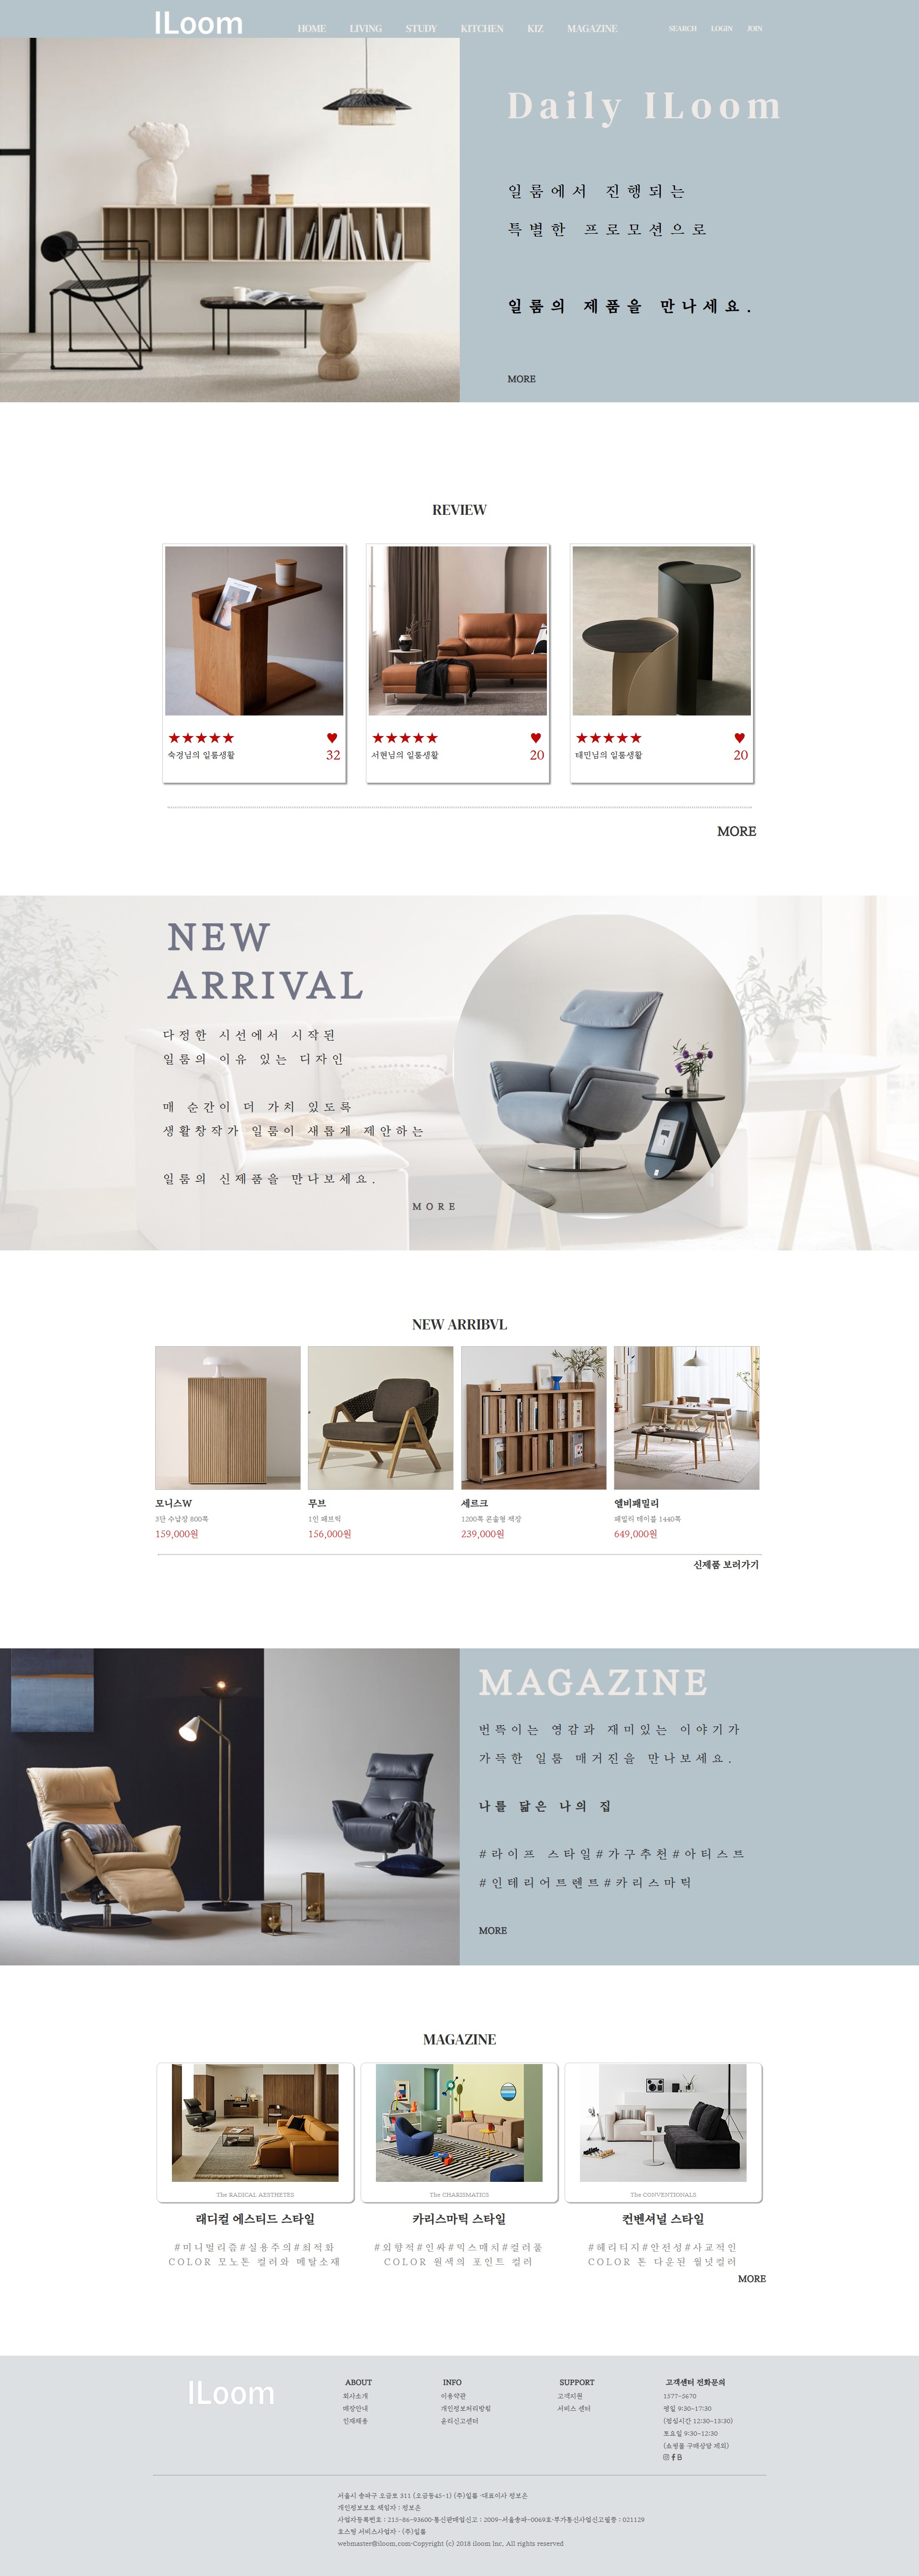 ILoom
HOME LIVING STUDY KITCHEN KIZ MAGAZINE SEARCH LOGIN JOIN
Daily ILoom
일룸에서 진행되는
특별한 프로모션으로
일룸의 제품을 만나세요.
MORE
REVIEW
★★★★★ ♥
숙경님의 일룸생활 32
★★★★★ ♥
서현님의 일룸생활 20
★★★★★ ♥
태민님의 일룸생활 20
MORE
NEW
ARRIVAL
다정한 시선에서 시작된
일룸의 이유 있는 디자인
매 순간이 더 가치 있도록
생활창작가 일룸이 새롭게 제안하는
일룸의 신제품을 만나보세요.
MORE
NEW ARRIBVL
모니스W
3단 수납장 800폭
159,000원
무브
1인 패브릭
156,000원
세르크
1200폭 콘솔형 책장
239,000원
엘비패밀리
패밀리 테이블 1440폭
649,000원
신제품 보러가기
MAGAZINE
번뜩이는 영감과 재미있는 이야기가
가득한 일룸 매거진을 만나보세요.
나를 닮은 나의 집
#라이프 스타일#가구추천#아티스트
#인테리어트렌트#카리스마틱
MORE
MAGAZINE
The RADICAL AESTHETES
래디컬 에스티드 스타일
#미니멀리즘#실용주의#최적화
COLOR 모노톤 컬러와 메탈소재
The CHARISMATICS
카리스마틱 스타일
#외향적#인싸#믹스매치#컬러풀
COLOR 원색의 포인트 컬러
The CONVENTIONALS
컨벤셔널 스타일
#헤리티지#안전성#사교적인
COLOR 톤 다운된 월넛컬러
MORE
ILoom
ABOUT
회사소개
매장안내
인재채용
INFO
이용약관
개인정보처리방침
윤리신고센터
SUPPORT
고객지원
서비스 센터
고객센터 전화문의
1577-5670
평일 9:30-17:30
(점심시간 12:30-13:30)
토요일 9:30-12:30
(쇼핑몰 구매상담 제외)
서울시 송파구 오금로 311 (오금동45-1) (주)일룸 ·대표이사 정보은
개인정보보호 책임자 : 정보은
사업자등록번호 : 215-86-93600·통신판매업신고 : 2009-서울송파-0069호·부가통신사업신고필증 : 021129
호스팅 서비스사업자 · (주)일룸
webmaster@iloom.com·Copyright (c) 2018 iloom Inc. All rights reserved